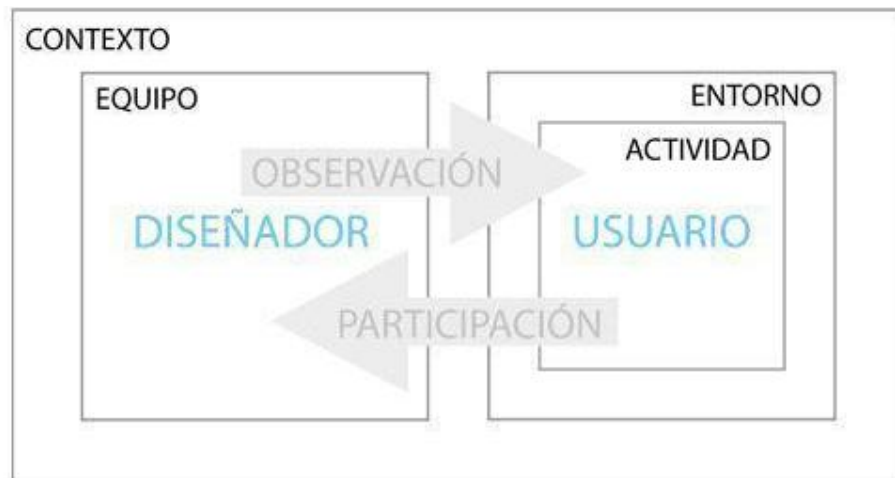 CONTEXTO
EQUIPO
ENTORNO
ACTIVIDAD
OBSERVACIÓN
DISEÑADOR
USUARIO
PARTICIPACIÓN